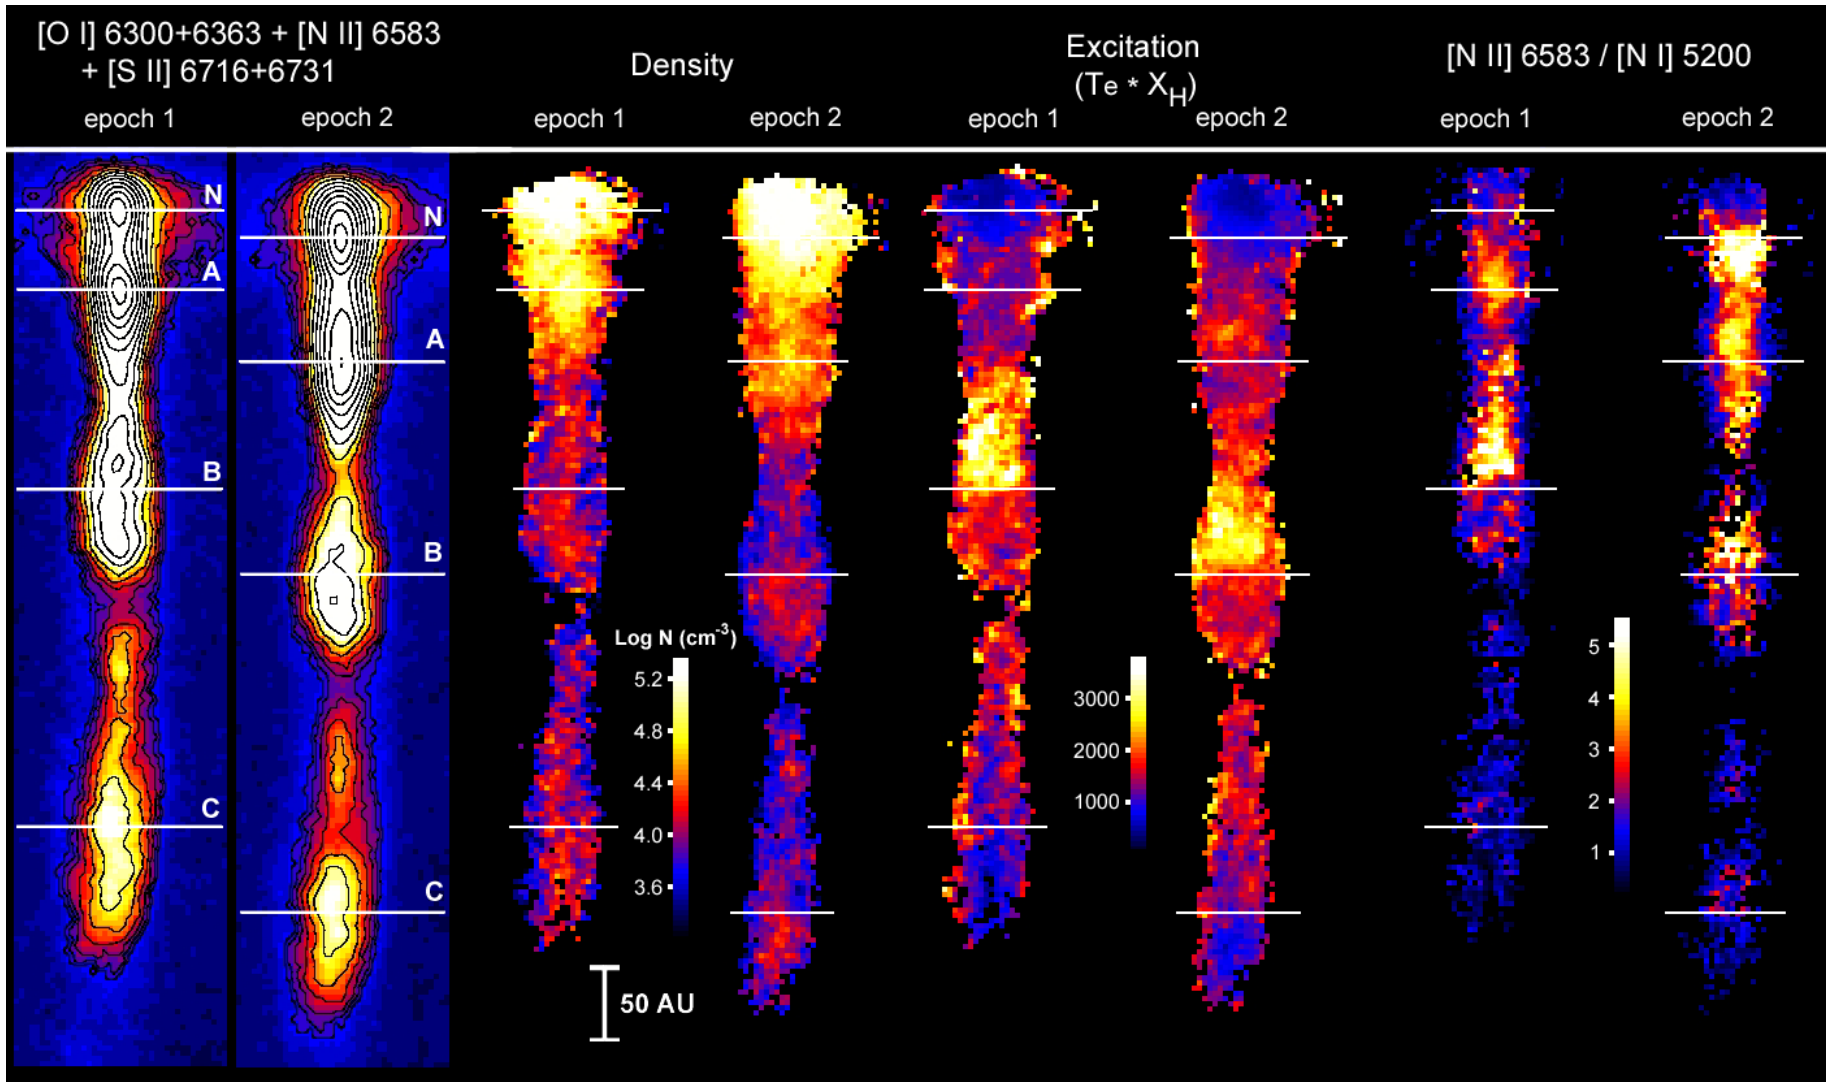 [O I] 6300+6363 + [N II] 6583
+ [S II] 6716+6731
Density
Excitation
(Te * X_H)
[N II] 6583 / [N I] 5200
epoch 1
epoch 2
epoch 1
epoch 2
epoch 1
epoch 2
epoch 1
epoch 2
N
N
A
A
B
B
C
C
Log N (cm⁻³)
5.2
4.8
4.4
4.0
3.6
50 AU
3000
2000
1000
5
4
3
2
1